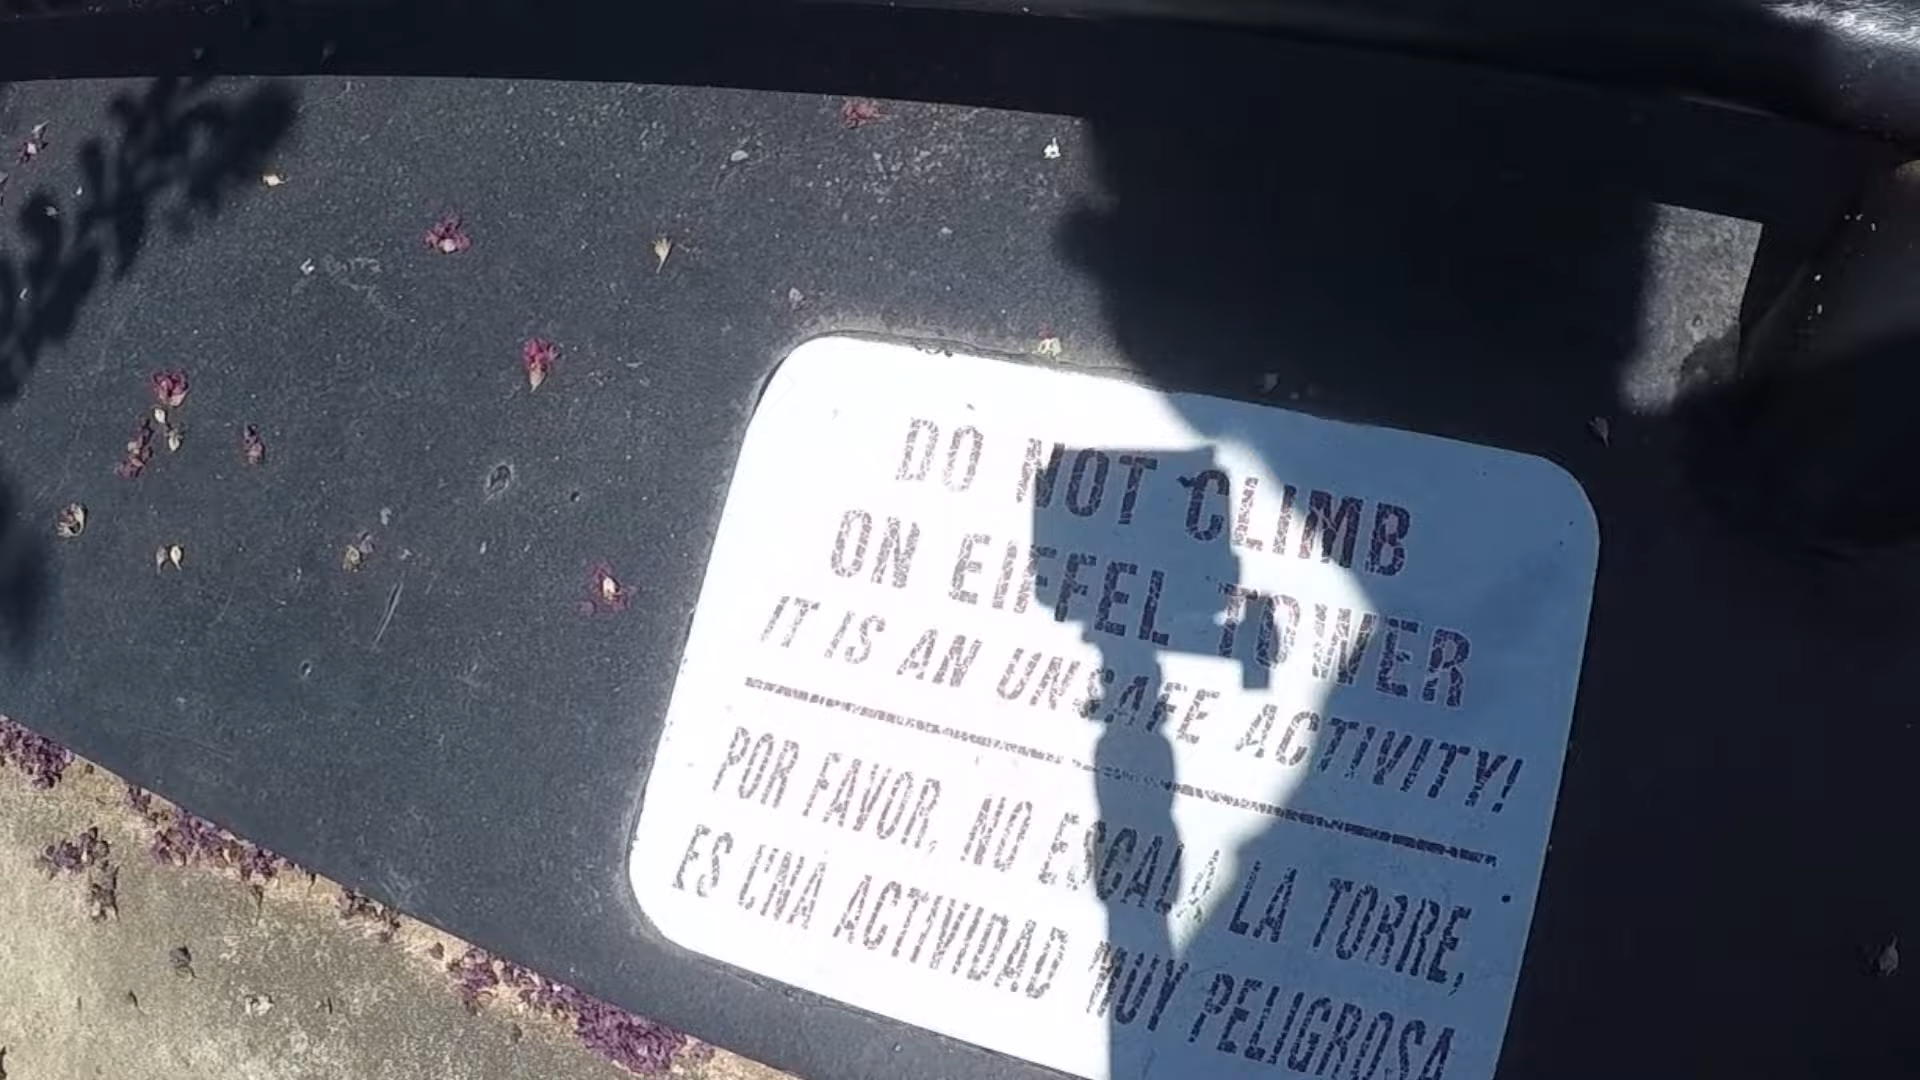 DO NOT CLIMB
ON EIFFEL TOWER
IT IS AN UNSAFE ACTIVITY!
POR FAVOR, NO ESCALE LA TORRE,
ES UNA ACTIVIDAD MUY PELIGROSA